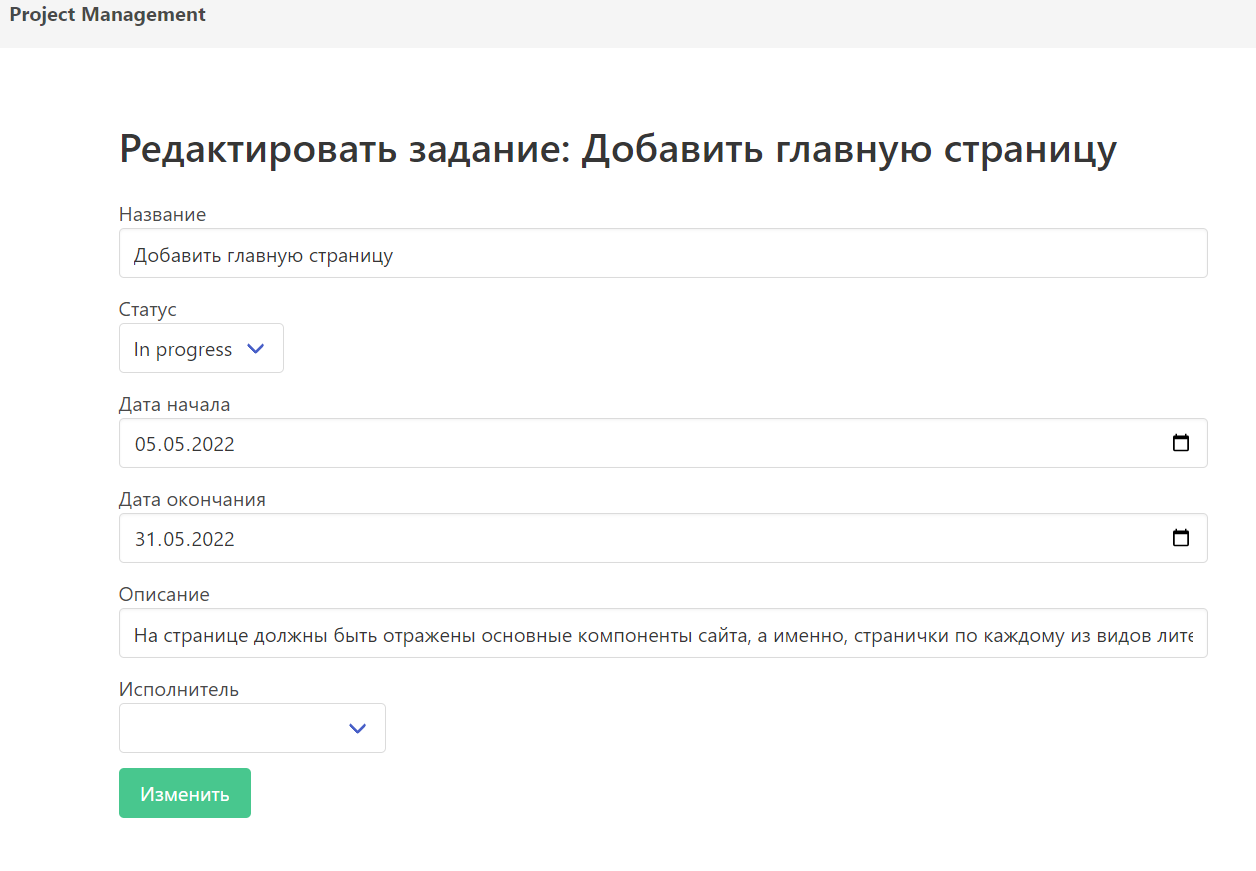 Project Management
Редактировать задание: Добавить главную страницу
Название
Добавить главную страницу
Статус
In progress
Дата начала
05.05.2022
Дата окончания
31.05.2022
Описание
На странице должны быть отражены основные компоненты сайта, а именно, странички по каждому из видов лите
Исполнитель
Изменить